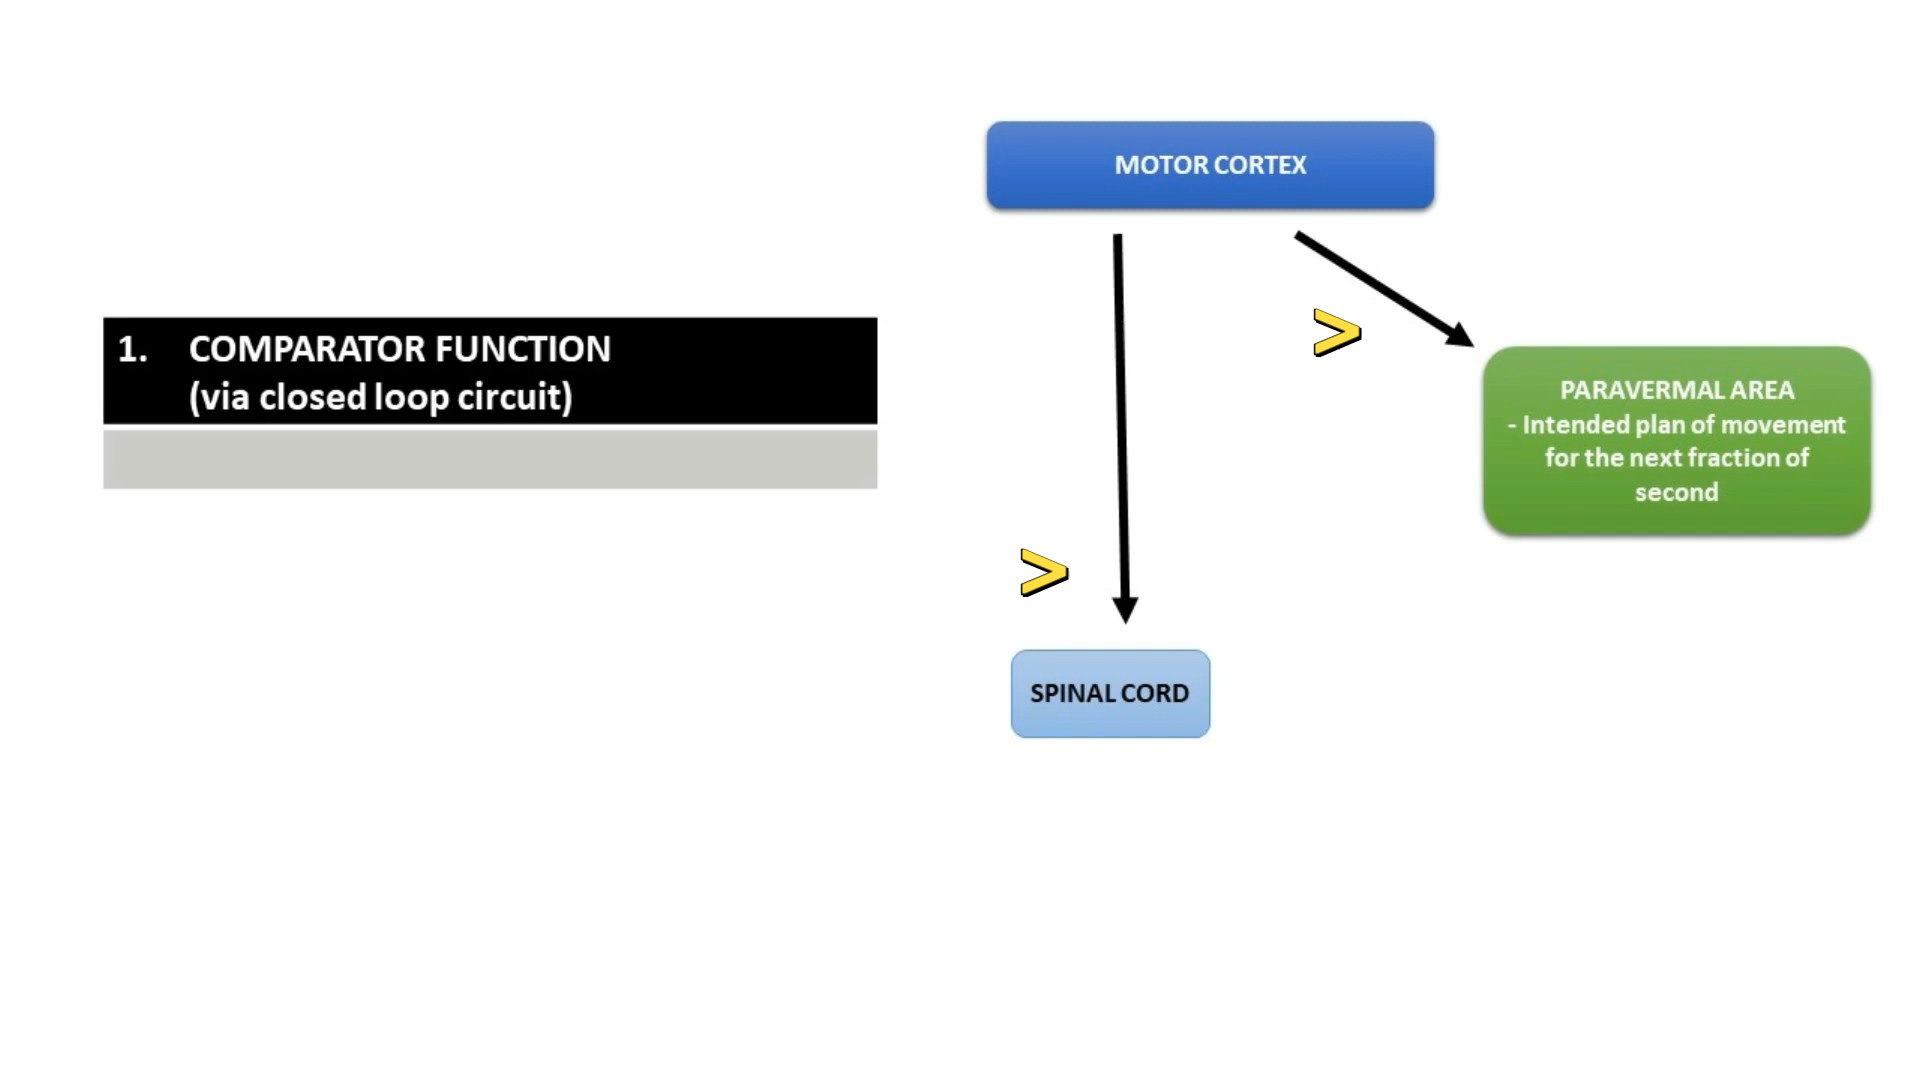 1. COMPARATOR FUNCTION
(via closed loop circuit)
MOTOR CORTEX
>
PARAVERMAL AREA
- Intended plan of movement
for the next fraction of
second
>
SPINAL CORD